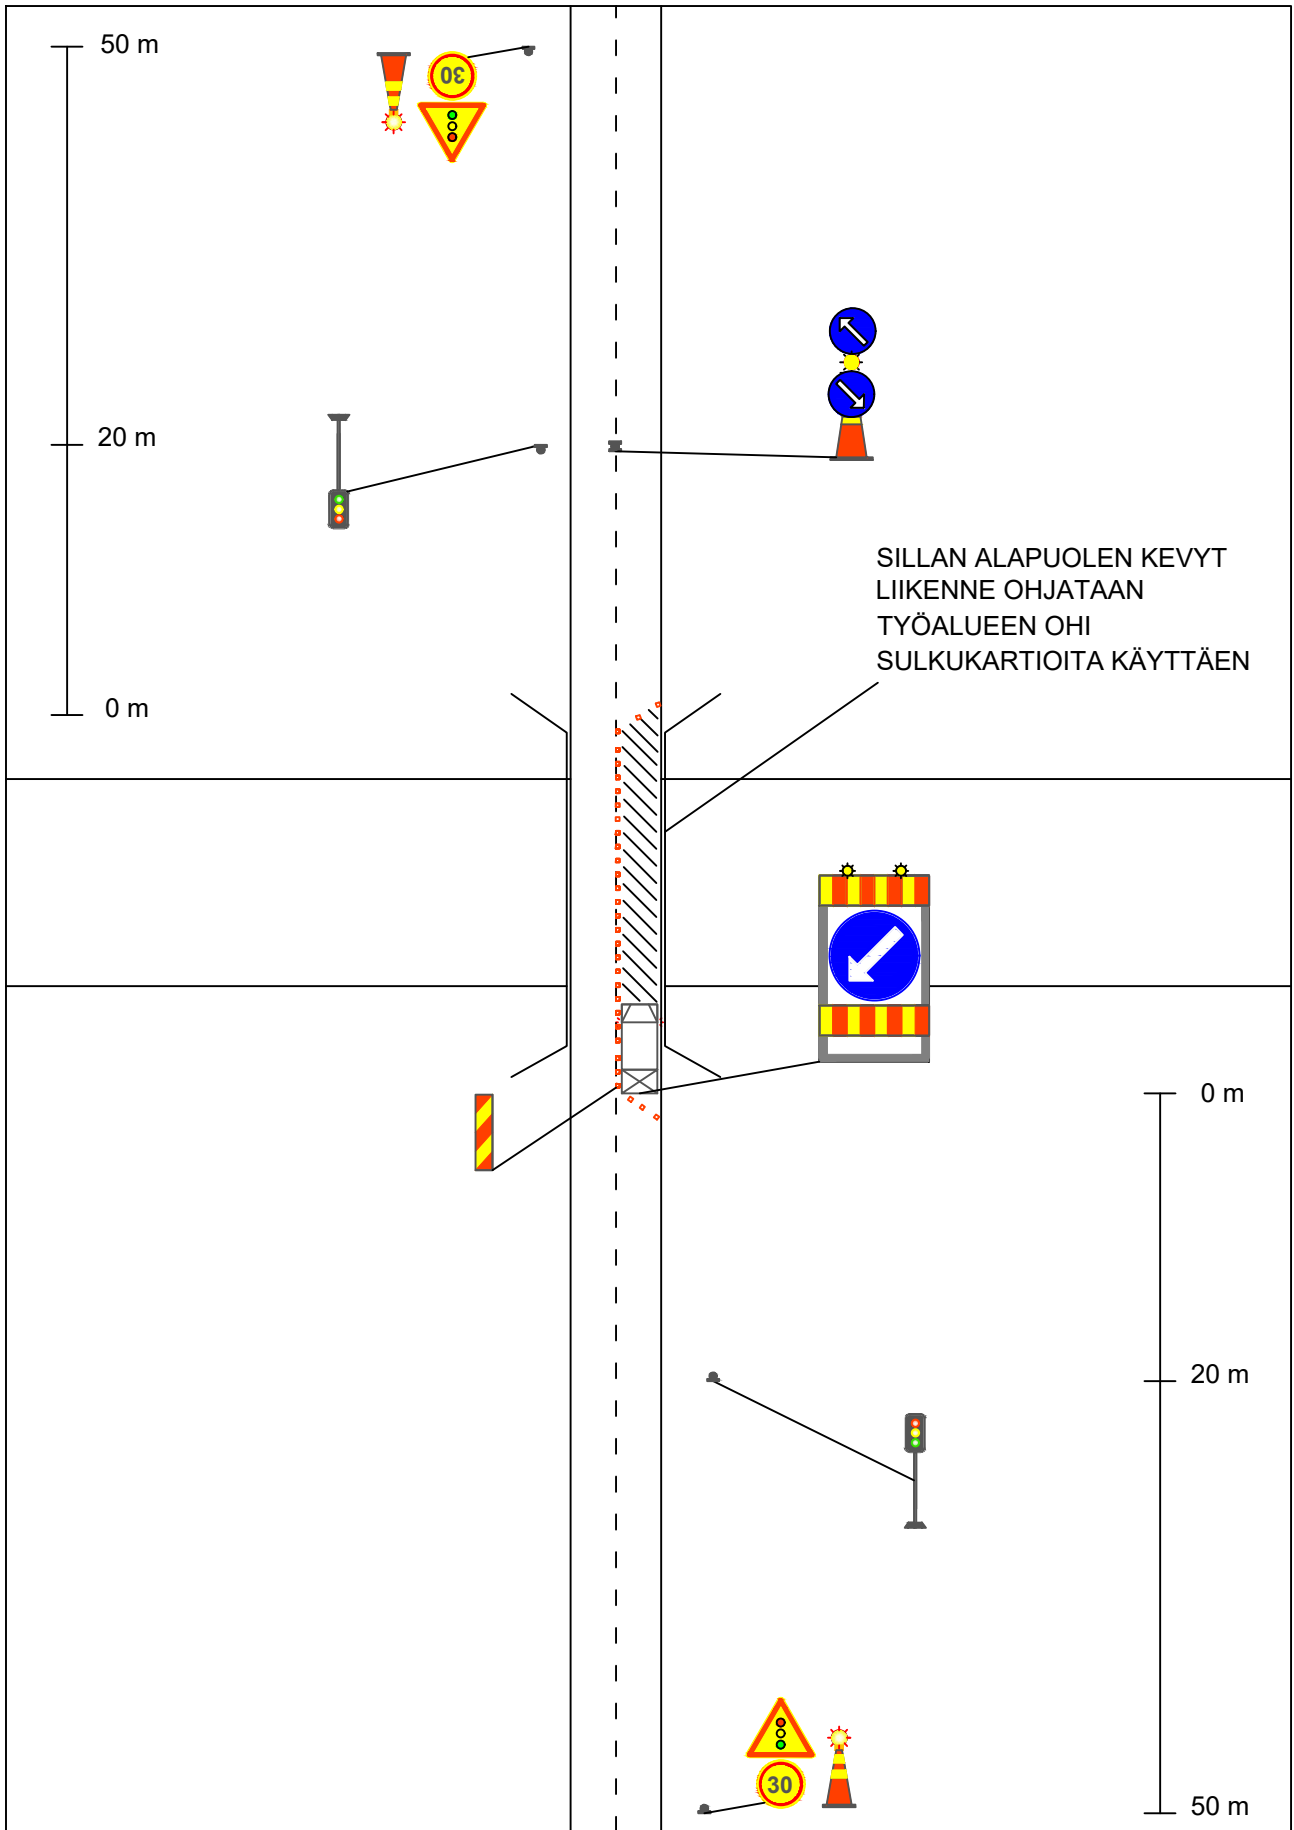 50 m
30
20 m
SILLAN ALAPUOLEN KEVYT
LIIKENNE OHJATAAN
TYÖALUEEN OHI
SULKUKARTIOITA KÄYTTÄEN
0 m
0 m
20 m
30
50 m